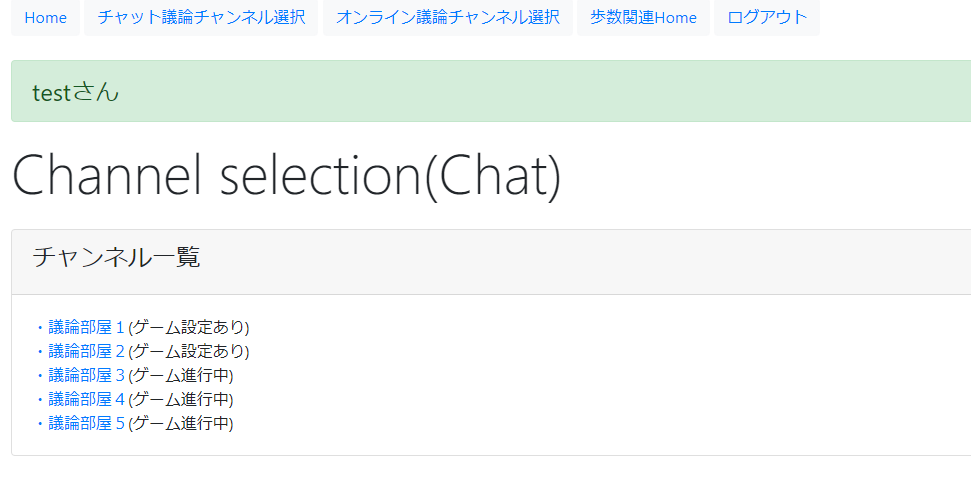 Home チャット議論チャンネル選択 オンライン議論チャンネル選択 歩数関連Home ログアウト
testさん
Channel selection(Chat)
チャンネル一覧
・議論部屋１(ゲーム設定あり)
・議論部屋２(ゲーム設定あり)
・議論部屋３(ゲーム進行中)
・議論部屋４(ゲーム進行中)
・議論部屋５(ゲーム進行中)